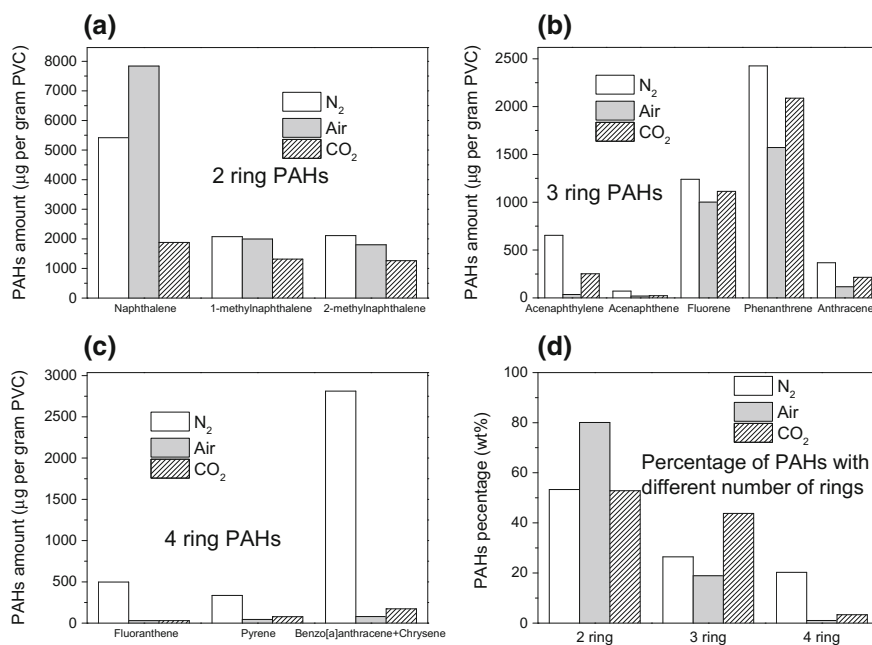 (a)
PAHs amount (μg per gram PVC)
8000
7000
6000
5000
4000
3000
2000
1000
0
N₂
Air
CO₂
2 ring PAHs
Naphthalene 1-methylnaphthalene 2-methylnaphthalene
(b)
PAHs amount (μg per gram PVC)
2500
2000
1500
1000
500
0
N₂
Air
CO₂
3 ring PAHs
Acenaphthylene Acenaphthene Fluorene Phenanthrene Anthracene
(c)
PAHs amount (μg per gram PVC)
3000
2500
2000
1500
1000
500
0
N₂
Air
CO₂
4 ring PAHs
Fluoranthene Pyrene Benzo[a]anthracene+Chrysene
(d)
PAHs pecentage (wt%)
100
80
60
40
20
0
N₂
Air
CO₂
Percentage of PAHs with
different number of rings
2 ring 3 ring 4 ring